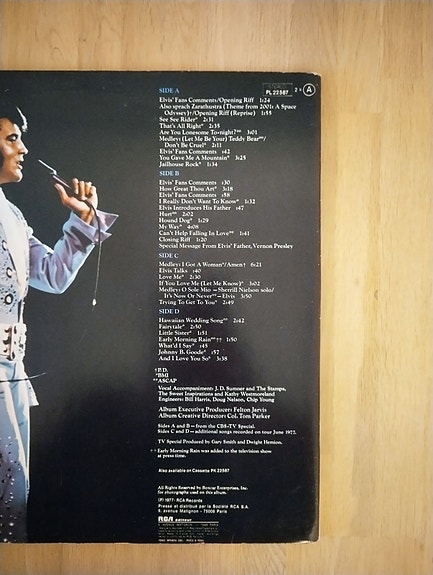 STEREO
PL 22587 2 x A
SIDE A
Elvis' Fans Comments/Opening Riff 1:24
Also sprach Zarathustra (Theme from 2001: A Space
Odyssey)†/Opening Riff (Reprise) 1:55
See See Rider* 2:31
That's All Right* 2:35
Are You Lonesome To-night?** 3:01
Medley: (Let Me Be Your) Teddy Bear**/
Don't Be Cruel* 2:11
Elvis' Fans Comments :42
You Gave Me A Mountain* 3:25
Jailhouse Rock* 1:34
SIDE B
Elvis' Fans Comments :30
How Great Thou Art* 3:18
Elvis' Fans Comments :58
I Really Don't Want To Know* 1:32
Elvis Introduces His Father :47
Hurt** 2:02
Hound Dog* 1:29
My Way* 4:08
Can't Help Falling In Love** 1:41
Closing Riff 1:20
Special Message From Elvis' Father, Vernon Presley
SIDE C
Medley: I Got A Woman*/Amen† 6:21
Elvis Talks :40
Love Me* 2:30
If You Love Me (Let Me Know)* 3:02
Medley: O Sole Mio —Sherrill Nielsen solo/
It's Now Or Never** —Elvis 3:50
Trying To Get To You* 2:49
SIDE D
Hawaiian Wedding Song** 2:42
Fairytale* 2:50
Little Sister* 1:51
Early Morning Rain**†† 1:50
What'd I Say* :45
Johnny B. Goode* :57
And I Love You So* 3:38
†P.D.
*BMI
**ASCAP
Vocal Accompaniment: J. D. Sumner and The Stamps,
The Sweet Inspirations and Kathy Westmoreland
Engineers: Bill Harris, Doug Nelson, Chip Young
Album Executive Producer: Felton Jarvis
Album Creative Director: Col. Tom Parker
Sides A and B—from the CBS-TV Special.
Sides C and D—additional songs recorded on tour June 1977.
TV Special Produced by Gary Smith and Dwight Hemion.
††Early Morning Rain was added to the television show
at press time.
Also available on Cassette PK 22587
All Rights Reserved by Boxcar Enterprises, Inc.
for photographs used on this album.
(P) 1977 - RCA Records
Pressé et distribué par la Société RCA S.A.
9, avenue Matignon - 75008 Paris
RCA